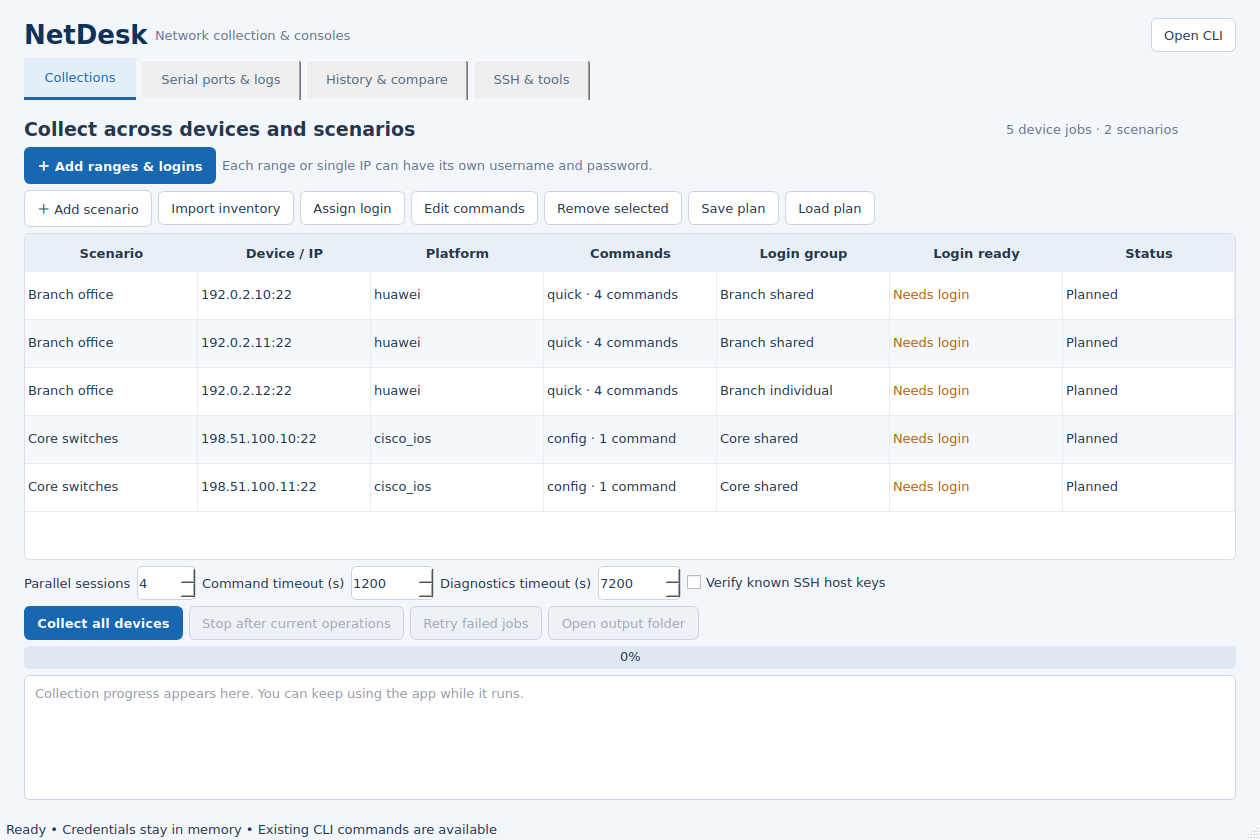 NetDesk Network collection & consoles Open CLI
Collections Serial ports & logs History & compare SSH & tools
Collect across devices and scenarios 5 device jobs · 2 scenarios
+ Add ranges & logins Each range or single IP can have its own username and password.
+ Add scenario Import inventory Assign login Edit commands Remove selected Save plan Load plan
Scenario Device / IP Platform Commands Login group Login ready Status
Branch office 192.0.2.10:22 huawei quick · 4 commands Branch shared Needs login Planned
Branch office 192.0.2.11:22 huawei quick · 4 commands Branch shared Needs login Planned
Branch office 192.0.2.12:22 huawei quick · 4 commands Branch individual Needs login Planned
Core switches 198.51.100.10:22 cisco_ios config · 1 command Core shared Needs login Planned
Core switches 198.51.100.11:22 cisco_ios config · 1 command Core shared Needs login Planned
Parallel sessions 4 Command timeout (s) 1200 Diagnostics timeout (s) 7200 Verify known SSH host keys
Collect all devices Stop after current operations Retry failed jobs Open output folder
0%
Collection progress appears here. You can keep using the app while it runs.
Ready • Credentials stay in memory • Existing CLI commands are available